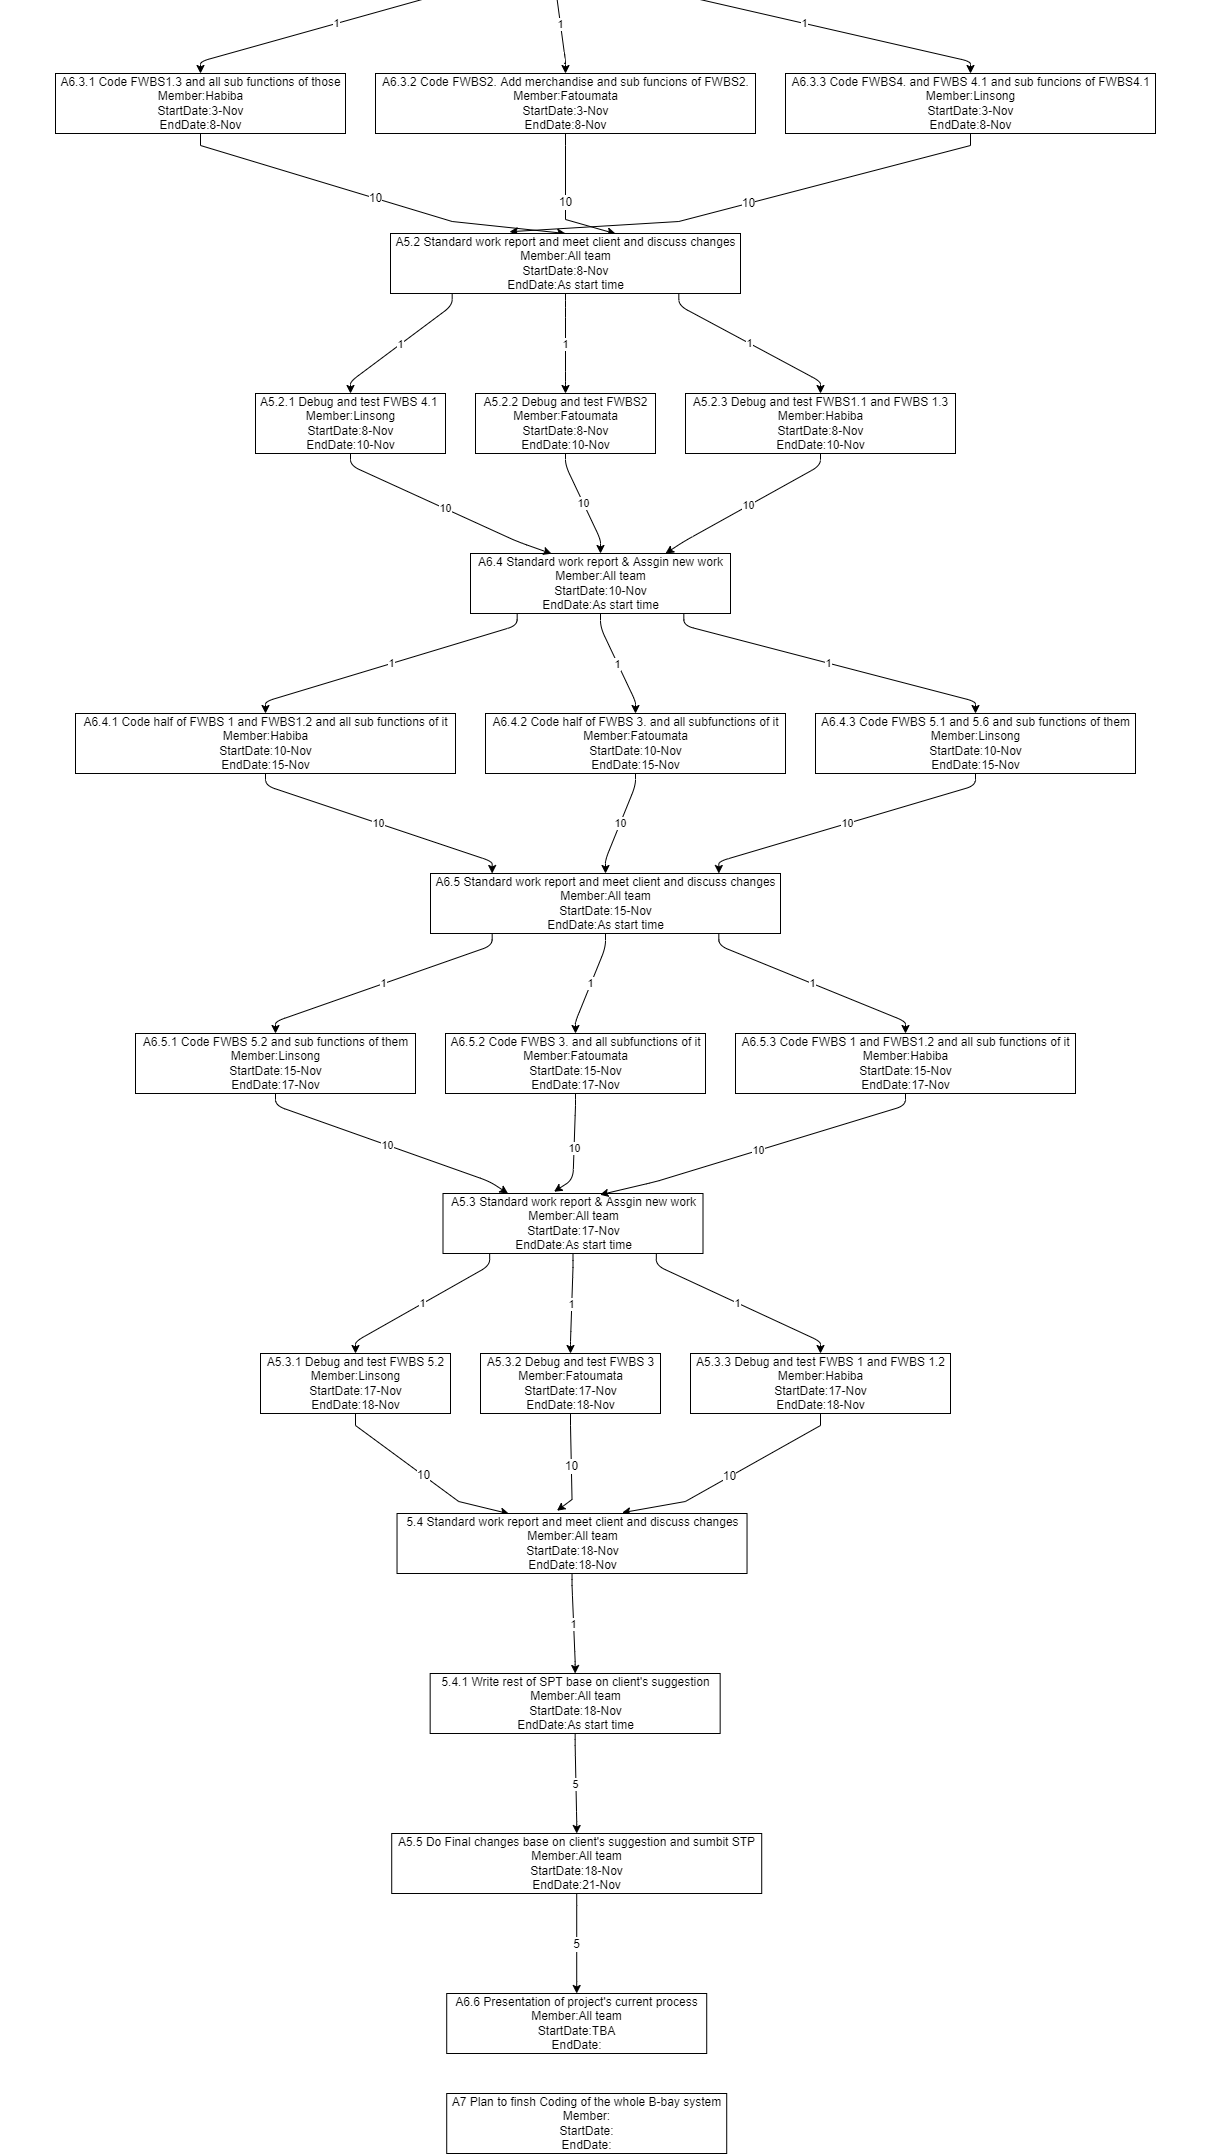 1
1
1
A6.3.1 Code FWBS1.3 and all sub functions of those
Member:Habiba
StartDate:3-Nov
EndDate:8-Nov
A6.3.2 Code FWBS2. Add merchandise and sub funcions of FWBS2.
Member:Fatoumata
StartDate:3-Nov
EndDate:8-Nov
A6.3.3 Code FWBS4. and FWBS 4.1 and sub funcions of FWBS4.1
Member:Linsong
StartDate:3-Nov
EndDate:8-Nov
10
10
10
A5.2 Standard work report and meet client and discuss changes
Member:All team
StartDate:8-Nov
EndDate:As start time
1
1
1
A5.2.1 Debug and test FWBS 4.1
Member:Linsong
StartDate:8-Nov
EndDate:10-Nov
A5.2.2 Debug and test FWBS2
Member:Fatoumata
StartDate:8-Nov
EndDate:10-Nov
A5.2.3 Debug and test FWBS1.1 and FWBS 1.3
Member:Habiba
StartDate:8-Nov
EndDate:10-Nov
10
10
10
A6.4 Standard work report & Assgin new work
Member:All team
StartDate:10-Nov
EndDate:As start time
1
1
1
A6.4.1 Code half of FWBS 1 and FWBS1.2 and all sub functions of it
Member:Habiba
StartDate:10-Nov
EndDate:15-Nov
A6.4.2 Code half of FWBS 3. and all subfunctions of it
Member:Fatoumata
StartDate:10-Nov
EndDate:15-Nov
A6.4.3 Code FWBS 5.1 and 5.6 and sub functions of them
Member:Linsong
StartDate:10-Nov
EndDate:15-Nov
10
10
10
A6.5 Standard work report and meet client and discuss changes
Member:All team
StartDate:15-Nov
EndDate:As start time
1
1
1
A6.5.1 Code FWBS 5.2 and sub functions of them
Member:Linsong
StartDate:15-Nov
EndDate:17-Nov
A6.5.2 Code FWBS 3. and all subfunctions of it
Member:Fatoumata
StartDate:15-Nov
EndDate:17-Nov
A6.5.3 Code FWBS 1 and FWBS1.2 and all sub functions of it
Member:Habiba
StartDate:15-Nov
EndDate:17-Nov
10
10
10
A5.3 Standard work report & Assgin new work
Member:All team
StartDate:17-Nov
EndDate:As start time
1
1
1
A5.3.1 Debug and test FWBS 5.2
Member:Linsong
StartDate:17-Nov
EndDate:18-Nov
A5.3.2 Debug and test FWBS 3
Member:Fatoumata
StartDate:17-Nov
EndDate:18-Nov
A5.3.3 Debug and test FWBS 1 and FWBS 1.2
Member:Habiba
StartDate:17-Nov
EndDate:18-Nov
10
10
10
5.4 Standard work report and meet client and discuss changes
Member:All team
StartDate:18-Nov
EndDate:18-Nov
1
5.4.1 Write rest of SPT base on client's suggestion
Member:All team
StartDate:18-Nov
EndDate:As start time
5
A5.5 Do Final changes base on client's suggestion and sumbit STP
Member:All team
StartDate:18-Nov
EndDate:21-Nov
5
A6.6 Presentation of project's current process
Member:All team
StartDate:TBA
EndDate:
A7 Plan to finsh Coding of the whole B-bay system
Member:
StartDate:
EndDate: